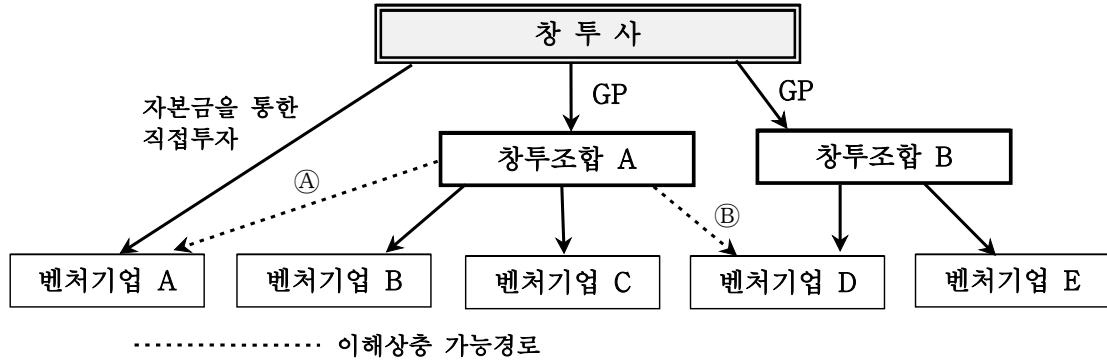 창 투 사
자본금을 통한
직접투자
GP
GP
창투조합 A
창투조합 B
Ⓐ
Ⓑ
벤처기업 A
벤처기업 B
벤처기업 C
벤처기업 D
벤처기업 E
이해상충 가능경로